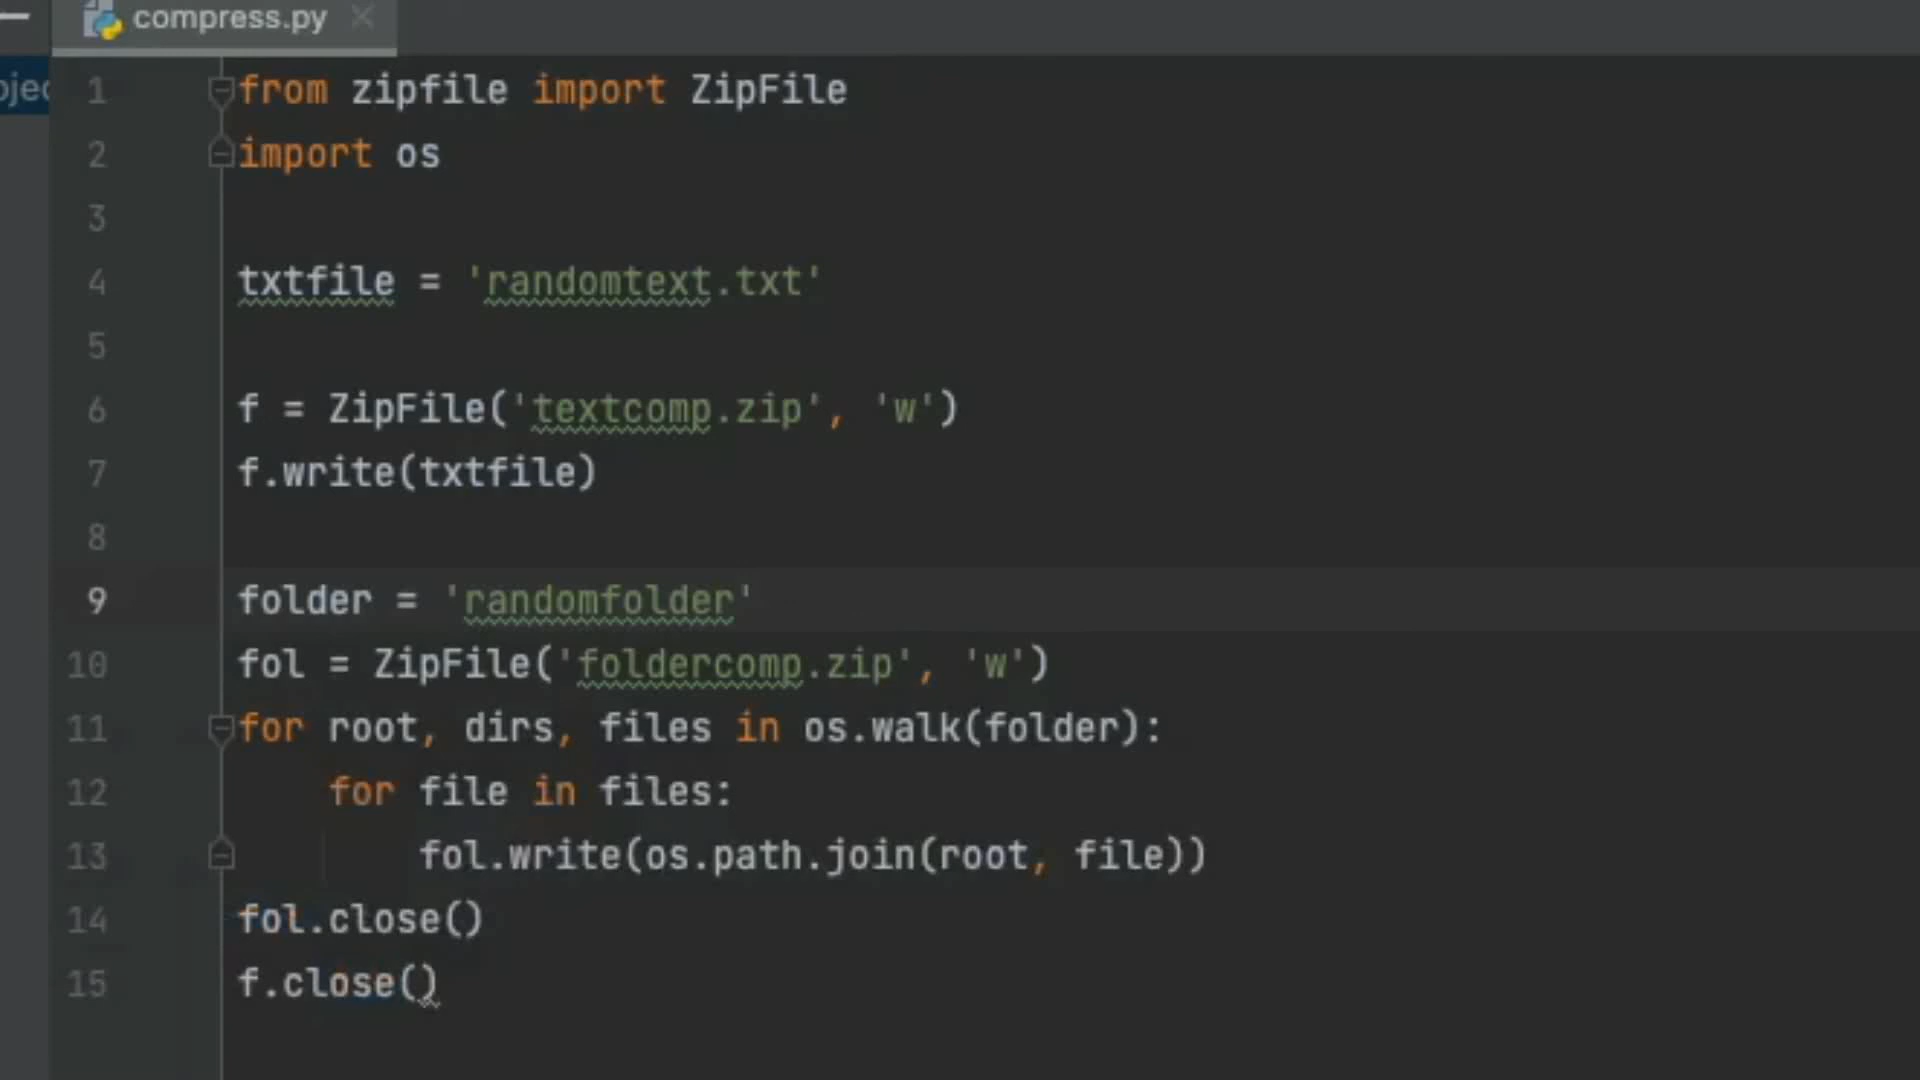 compress.py
1 from zipfile import ZipFile
2 import os
3
4 txtfile = 'randomtext.txt'
5
6 f = ZipFile('textcomp.zip', 'w')
7 f.write(txtfile)
8
9 folder = 'randomfolder'
10 fol = ZipFile('foldercomp.zip', 'w')
11 for root, dirs, files in os.walk(folder):
12     for file in files:
13         fol.write(os.path.join(root, file))
14 fol.close()
15 f.close()